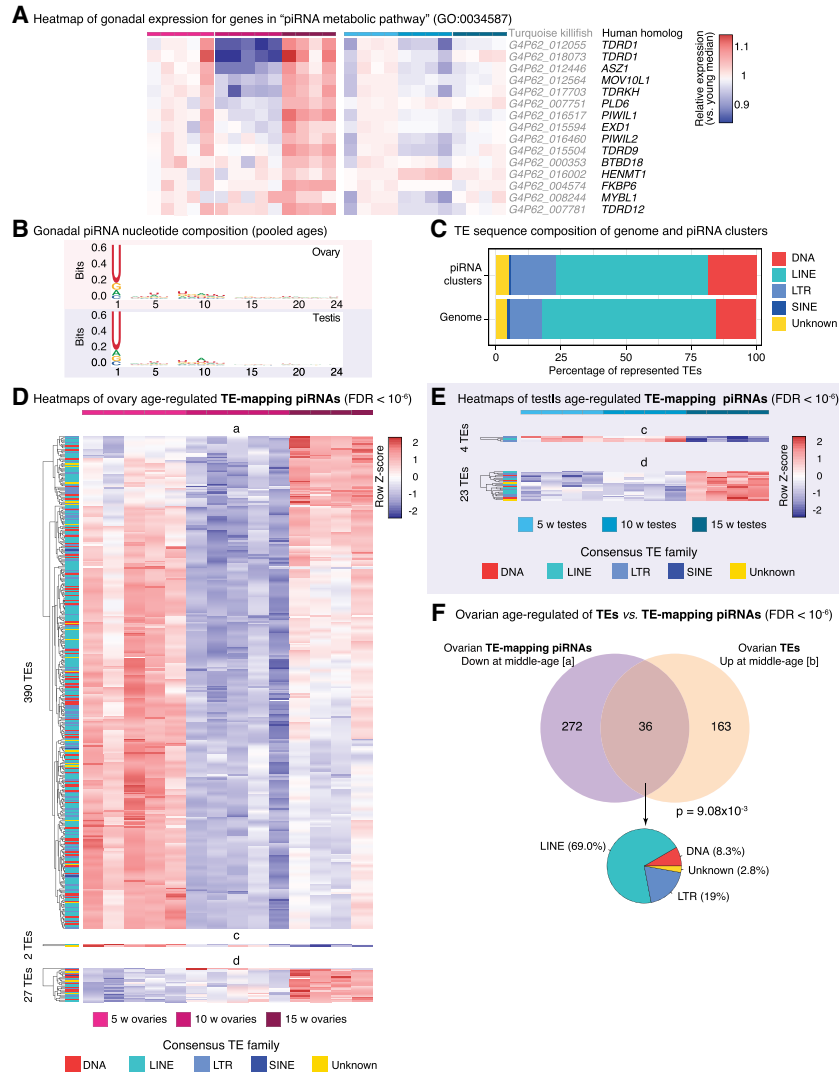 A Heatmap of gonadal expression for genes in “piRNA metabolic pathway” (GO:0034587)
Turquoise killifish Human homolog
G4P62_012055 TDRD1
G4P62_018073 TDRD1
G4P62_012446 ASZ1
G4P62_012564 MOV10L1
G4P62_017703 TDRKH
G4P62_007751 PLD6
G4P62_016517 PIWIL1
G4P62_015594 EXD1
G4P62_016460 PIWIL2
G4P62_015504 TDRD9
G4P62_000353 BTBD18
G4P62_016002 HENMT1
G4P62_004574 FKBP6
G4P62_008244 MYBL1
G4P62_007781 TDRD12
Relative expression
(vs. young median)
1.1
1
0.9
B Gonadal piRNA nucleotide composition (pooled ages)
Ovary
Bits
0.6
0.4
0.2
0.0
1 5 10 15 20 24
Testis
Bits
0.6
0.4
0.2
0.0
1 5 10 15 20 24
C TE sequence composition of genome and piRNA clusters
piRNA
clusters
Genome
0 25 50 75 100
Percentage of represented TEs
DNA
LINE
LTR
SINE
Unknown
D Heatmaps of ovary age-regulated TE-mapping piRNAs (FDR < 10-6)
a
390 TEs
c
2 TEs
d
27 TEs
Row Z-score
2
1
0
-1
-2
5 w ovaries 10 w ovaries 15 w ovaries
Consensus TE family
DNA LINE LTR SINE Unknown
E Heatmaps of testis age-regulated TE-mapping piRNAs (FDR < 10-6)
c
4 TEs
d
23 TEs
Row Z-score
2
1
0
-1
-2
5 w testes 10 w testes 15 w testes
Consensus TE family
DNA LINE LTR SINE Unknown
F Ovarian age-regulated of TEs vs. TE-mapping piRNAs (FDR < 10-6)
Ovarian TE-mapping piRNAs
Down at middle-age [a]
Ovarian TEs
Up at middle-age [b]
272 36 163
p = 9.08x10-3
LINE (69.0%)
DNA (8.3%)
Unknown (2.8%)
LTR (19%)